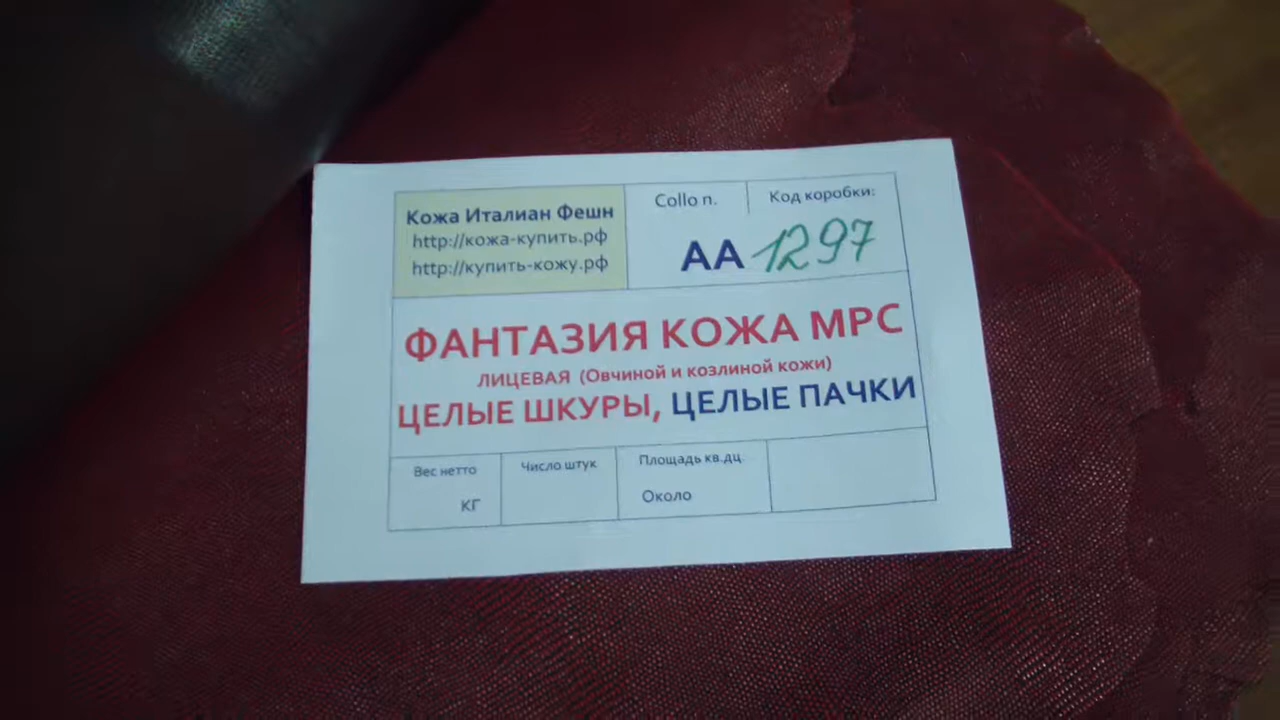 Кожа Италиан Фешн
http://кожа-купить.рф
http://купить-кожу.рф
Collo n.
Код коробки:
АА 1297
ФАНТАЗИЯ КОЖА МРС
ЛИЦЕВАЯ (Овчиной и козлиной кожи)
ЦЕЛЫЕ ШКУРЫ, ЦЕЛЫЕ ПАЧКИ
Вес нетто
КГ
Число штук
Площадь кв.дц.
Около